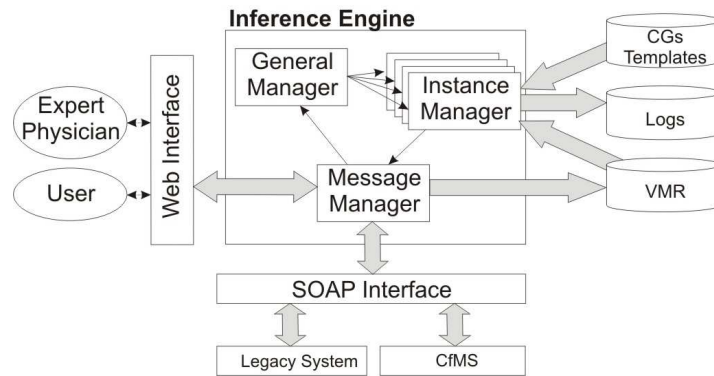 Inference Engine
General
Manager
Instance
Manager
CGs
Templates
Expert
Physician
Web Interface
Logs
User
Message
Manager
VMR
SOAP Interface
Legacy System
CfMS